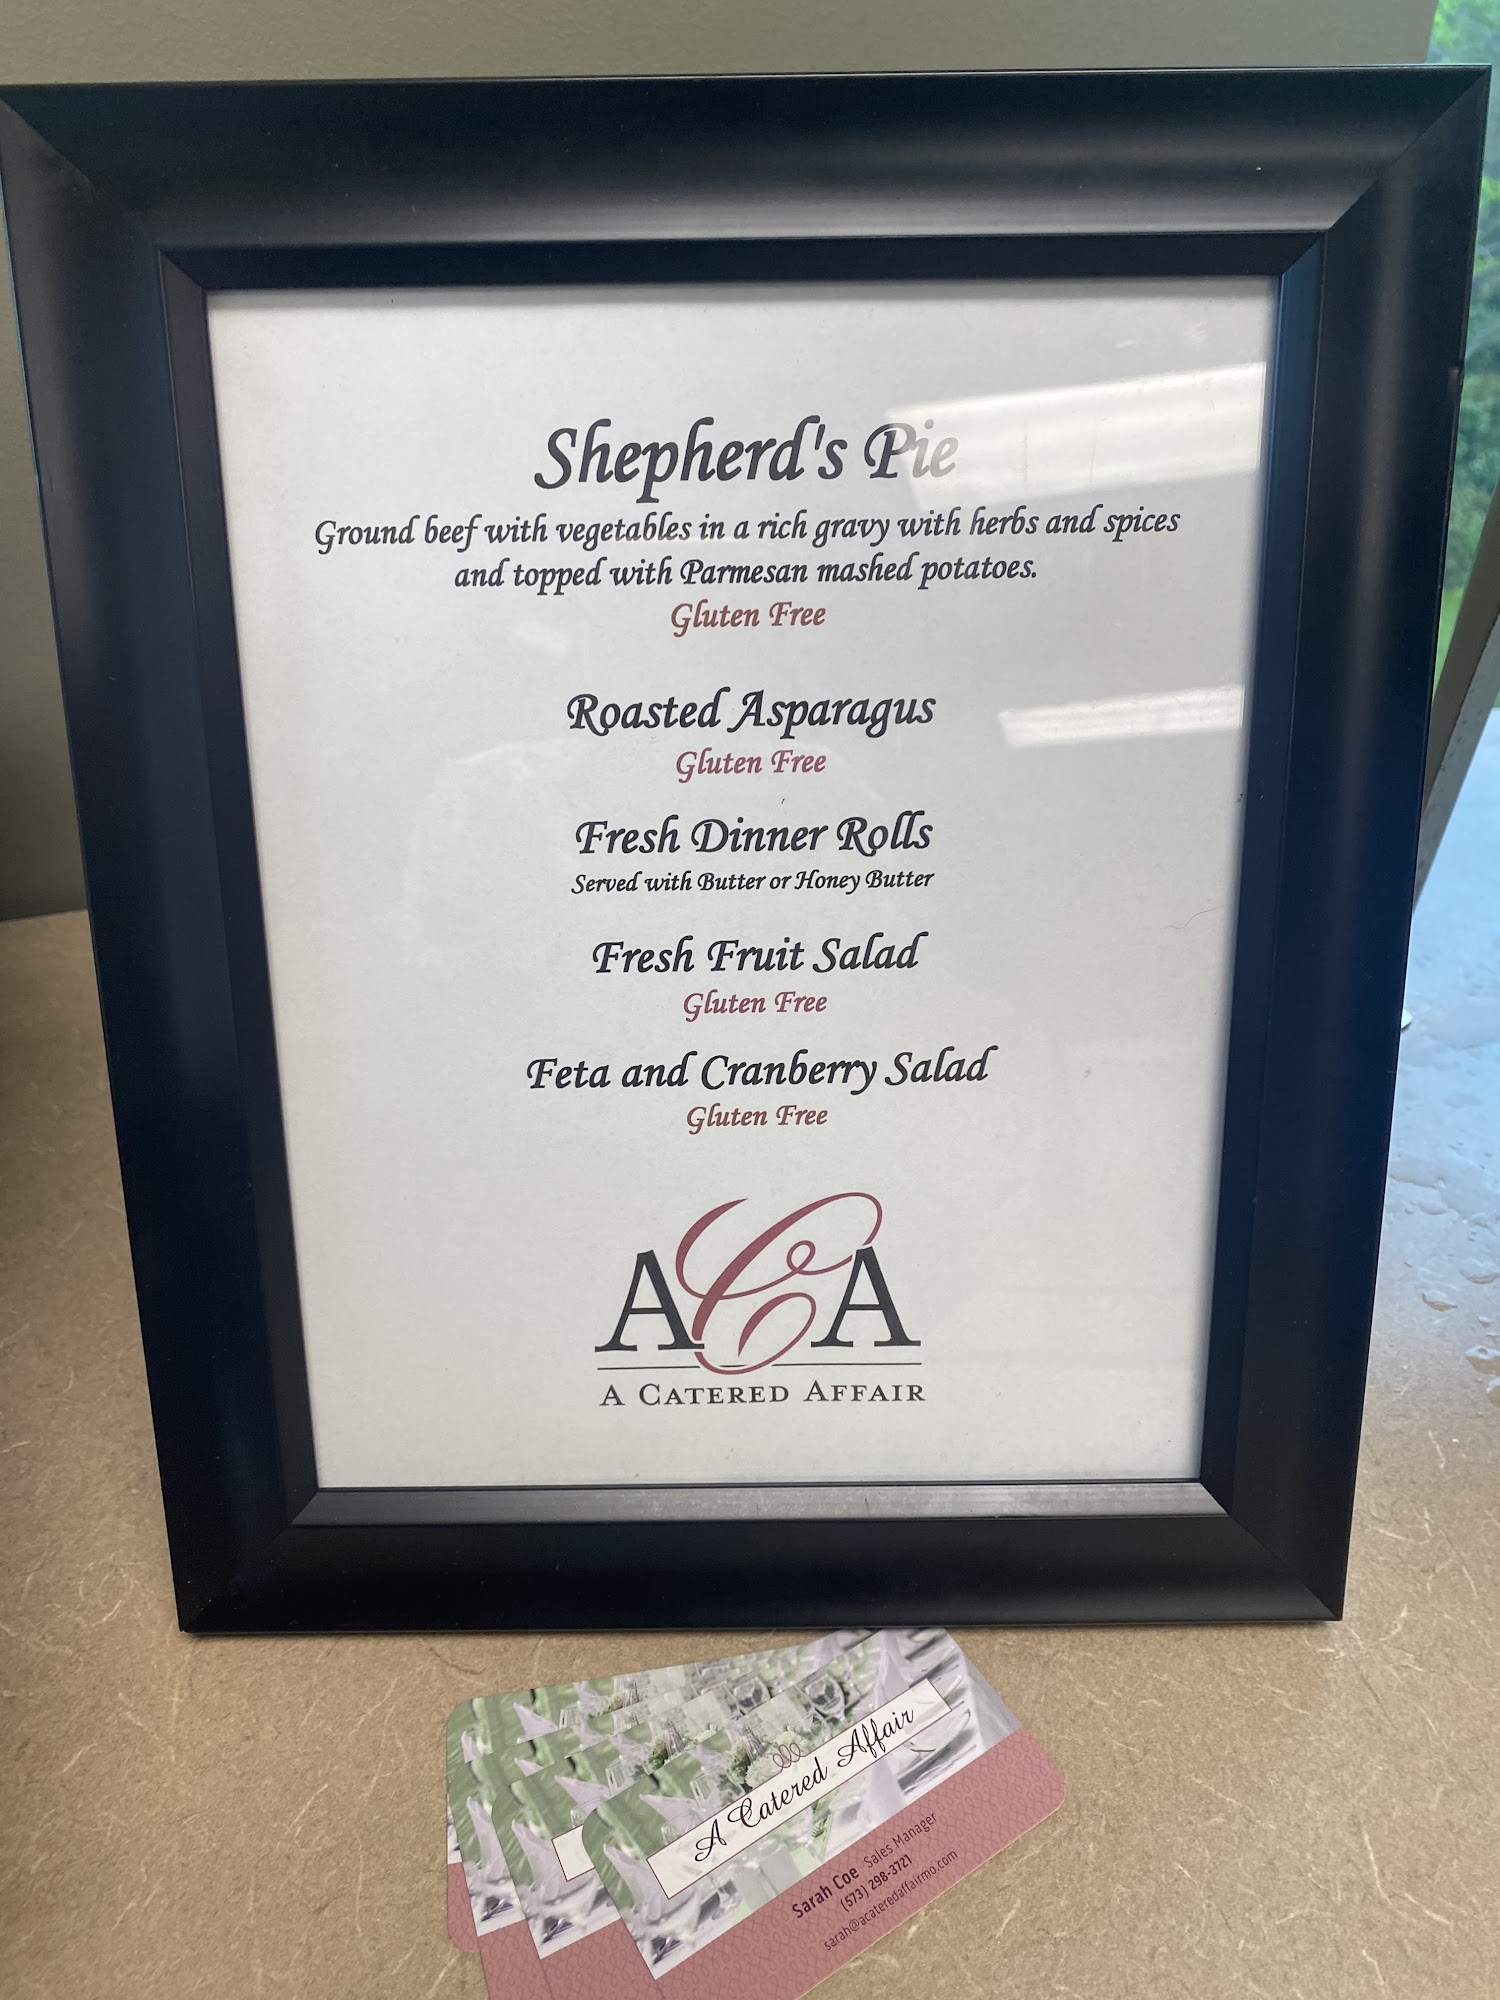 Shepherd's Pie
Ground beef with vegetables in a rich gravy with herbs and spices
and topped with Parmesan mashed potatoes.
Gluten Free
Roasted Asparagus
Gluten Free
Fresh Dinner Rolls
Served with Butter or Honey Butter
Fresh Fruit Salad
Gluten Free
Feta and Cranberry Salad
Gluten Free
ACA
A CATERED AFFAIR
A Catered Affair
Sarah Coe Sales Manager
(573) 298-3721
sarah@acateredaffairmo.com